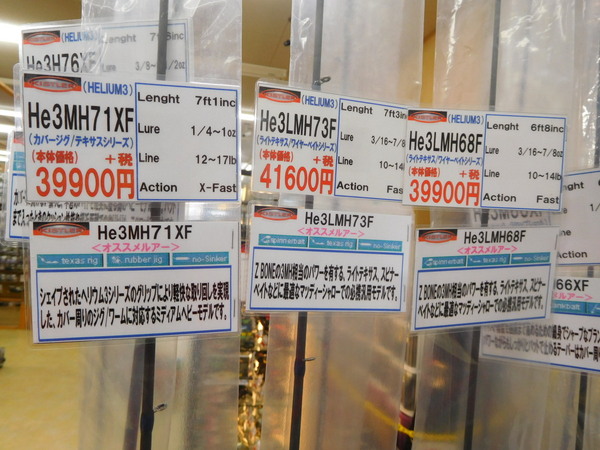 (HELIUM3)
He3H76XF
Lenght 7ft6inc
(HELIUM3)
He3MH71XF
(カバージグ/テキサスシリーズ)
(本体価格) +税
39900円
Lenght 7ft1inc
Lure 1/4~1oz
Line 12~17lb
Action X-Fast
KISTLER
He3MH71XF
<オススメルアー>
texas rig rubber jig no-Sinker
シェイプされたヘリウム3シリーズのグリップにより軽快な取り回しを実現
した、カバー周りのジグ/ワームに対応するミディアムヘビーモデルです。
KISTLER
(HELIUM3)
He3LMH73F
(ライトテキサス/ワイヤーベイトシリーズ)
(本体価格) +税
41600円
Lenght 7ft3inc
Lure 3/16~7/8oz
Line 10~14lb
Action Fast
He3LMH73F
<オススメルアー>
spinnerbait texas rig no-Sinker
Z BONEの3MH相当のパワーを有する、ライトテキサス、スピナー
ベイトなどに最適なマッディーシャローでの必携汎用モデルです。
(HELIUM3)
He3LMH68F
(ライトテキサス/ワイヤーベイトシリーズ)
(本体価格) +税
39900円
Lenght 6ft8inc
Lure 3/16~7/8oz
Line 10~14lb
Action Fast
He3LMH68F
<オススメルアー>
spinnerbait texas rig no-Sinker
Z BONEの3MH相当のパワーを有する、ライトテキサス、スピナー
ベイトなどに最適なマッディーシャローでの必携汎用モデルです。
66XF